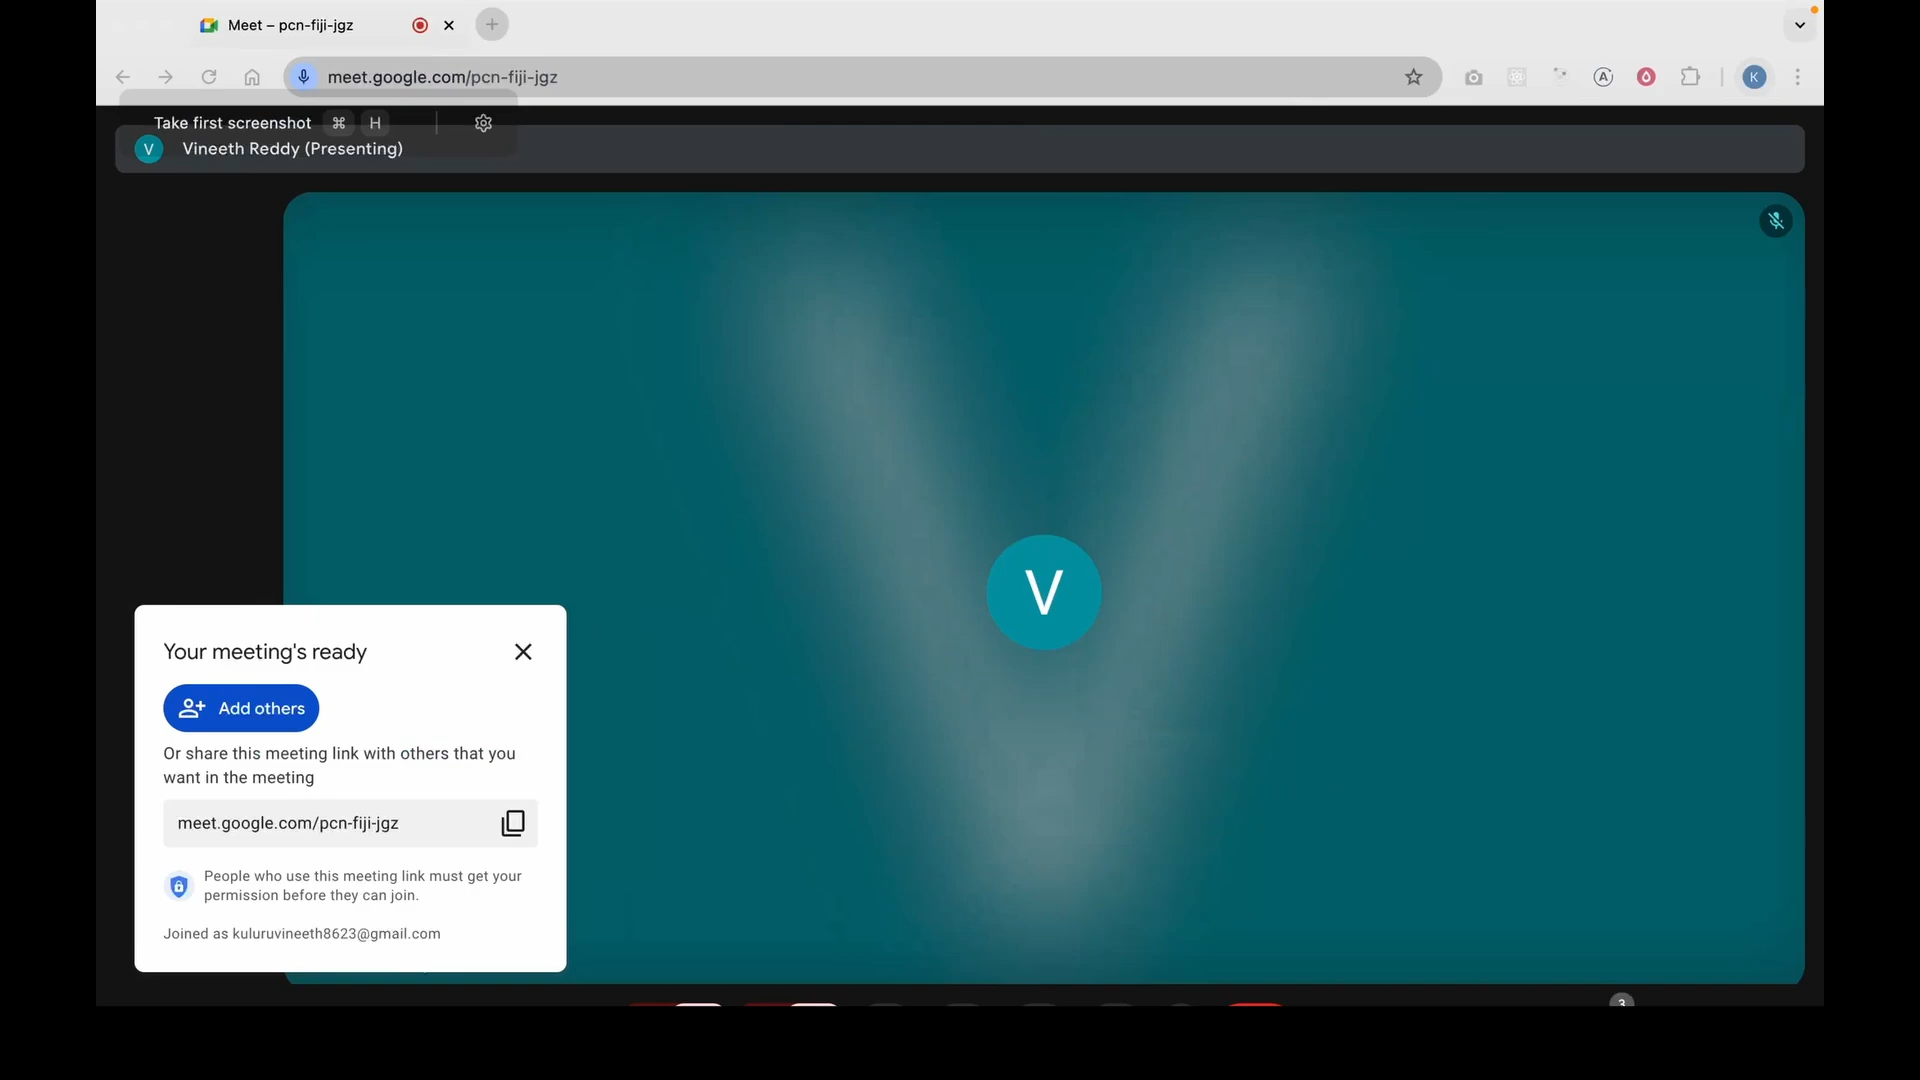 Meet – pcn-fiji-jgz
meet.google.com/pcn-fiji-jgz
A
K
Take first screenshot ⌘ H
V Vineeth Reddy (Presenting)
V
Your meeting's ready
Add others
Or share this meeting link with others that you
want in the meeting
meet.google.com/pcn-fiji-jgz
People who use this meeting link must get your
permission before they can join.
Joined as kuluruvineeth8623@gmail.com
3